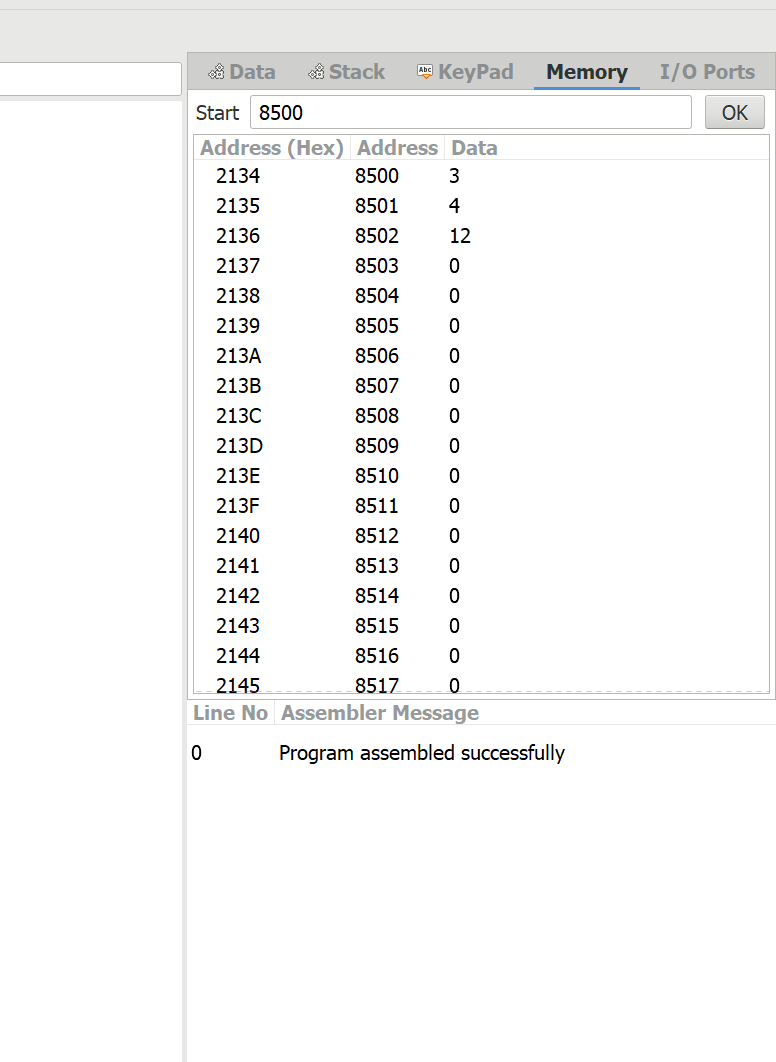 Data Stack Abc KeyPad Memory I/O Ports
Start 8500 OK
Address (Hex) Address Data
2134 8500 3
2135 8501 4
2136 8502 12
2137 8503 0
2138 8504 0
2139 8505 0
213A 8506 0
213B 8507 0
213C 8508 0
213D 8509 0
213E 8510 0
213F 8511 0
2140 8512 0
2141 8513 0
2142 8514 0
2143 8515 0
2144 8516 0
2145 8517 0
Line No Assembler Message
0 Program assembled successfully